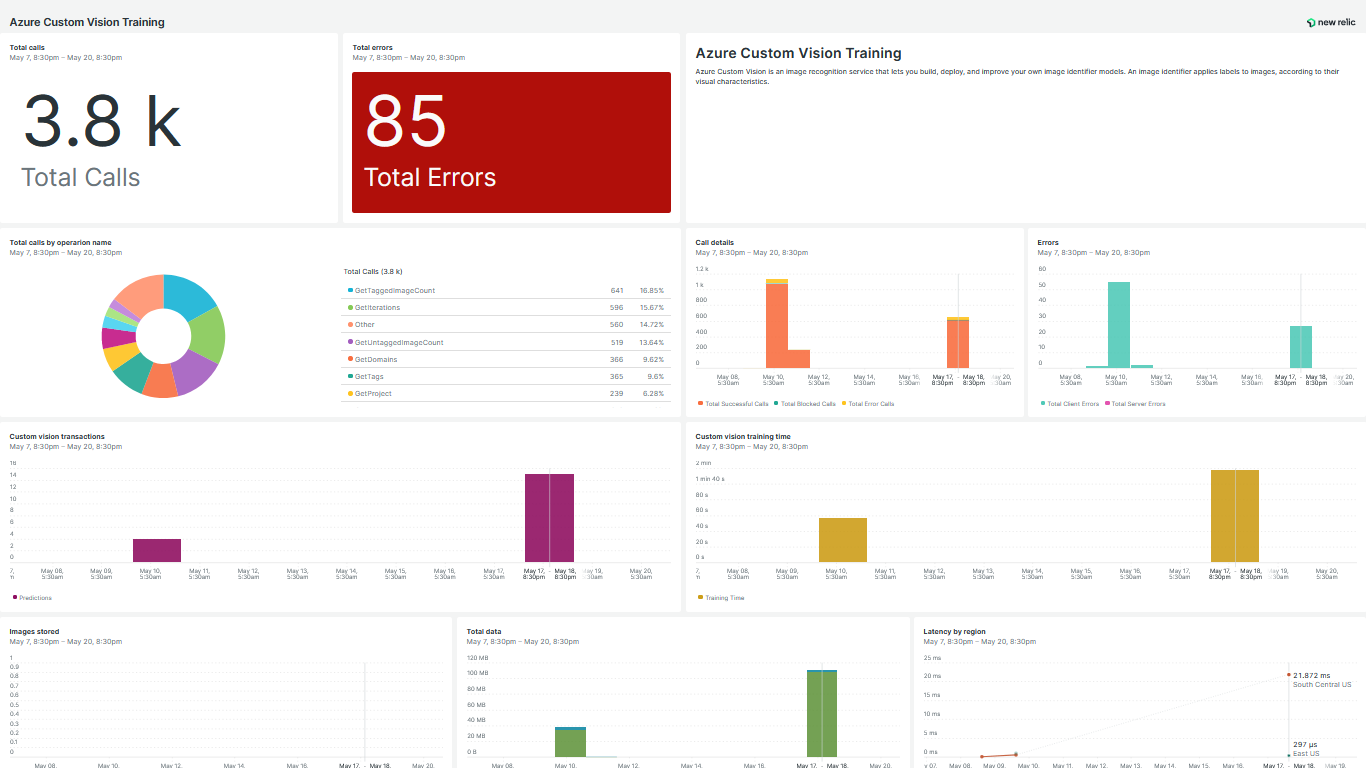 Azure Custom Vision Training
new relic
Total calls
May 7, 8:30pm – May 20, 8:30pm
3.8 k
Total Calls
Total errors
May 7, 8:30pm – May 20, 8:30pm
85
Total Errors
Azure Custom Vision Training
Azure Custom Vision is an image recognition service that lets you build, deploy, and improve your own image identifier models. An image identifier applies labels to images, according to their
visual characteristics.
Total calls by operarion name
May 7, 8:30pm – May 20, 8:30pm
Total Calls (3.8 k)
GetTaggedImageCount 641 16.85%
GetIterations 596 15.67%
Other 560 14.72%
GetUntaggedImageCount 519 13.64%
GetDomains 366 9.62%
GetTags 365 9.6%
GetProject 239 6.28%
Call details
May 7, 8:30pm – May 20, 8:30pm
1.2 k
1 k
800
600
400
200
0
May 08, May 10, May 12, May 14, May 16, May 17, - May 18, 20,
5:30am 5:30am 5:30am 5:30am 5:30am 8:30pm 8:30pm :30am
Total Successful Calls Total Blocked Calls Total Error Calls
Errors
May 7, 8:30pm – May 20, 8:30pm
60
50
40
30
20
10
0
May 08, May 10, May 12, May 14, May 16, May 17, - May 18, 20,
5:30am 5:30am 5:30am 5:30am 5:30am 8:30pm 8:30pm :30am
Total Client Errors Total Server Errors
Custom vision transactions
May 7, 8:30pm – May 20, 8:30pm
16
14
12
10
8
6
4
2
0
7, May 08, May 09, May 10, May 11, May 12, May 13, May 14, May 15, May 16, May 17, May 17, - May 18, 19, May 20,
m 5:30am 5:30am 5:30am 5:30am 5:30am 5:30am 5:30am 5:30am 5:30am 5:30am 8:30pm 8:30pm :30am 5:30am
Predictions
Custom vision training time
May 7, 8:30pm – May 20, 8:30pm
2 min
1 min 40 s
80 s
60 s
40 s
20 s
0 s
7, May 08, May 09, May 10, May 11, May 12, May 13, May 14, May 15, May 16, May 17, May 17, - May 18, 19, May 20,
m 5:30am 5:30am 5:30am 5:30am 5:30am 5:30am 5:30am 5:30am 5:30am 5:30am 8:30pm 8:30pm :30am 5:30am
Training Time
Images stored
May 7, 8:30pm – May 20, 8:30pm
1
0.9
0.8
0.7
0.6
0.5
0.4
0.3
0.2
0.1
0
May 08, May 10, May 12, May 14, May 16, May 17, - May 18, May 20,
Total data
May 7, 8:30pm – May 20, 8:30pm
120 MB
100 MB
80 MB
60 MB
40 MB
20 MB
0 B
May 08, May 10, May 12, May 14, May 16, May 17, - May 18, May 20,
Latency by region
May 7, 8:30pm – May 20, 8:30pm
25 ms
20 ms
15 ms
10 ms
5 ms
0 ms
21.872 ms
South Central US
297 µs
East US
y 07, May 08, May 09, May 10, May 11, May 12, May 13, May 14, May 15, May 16, May 17, - May 18, May 19,